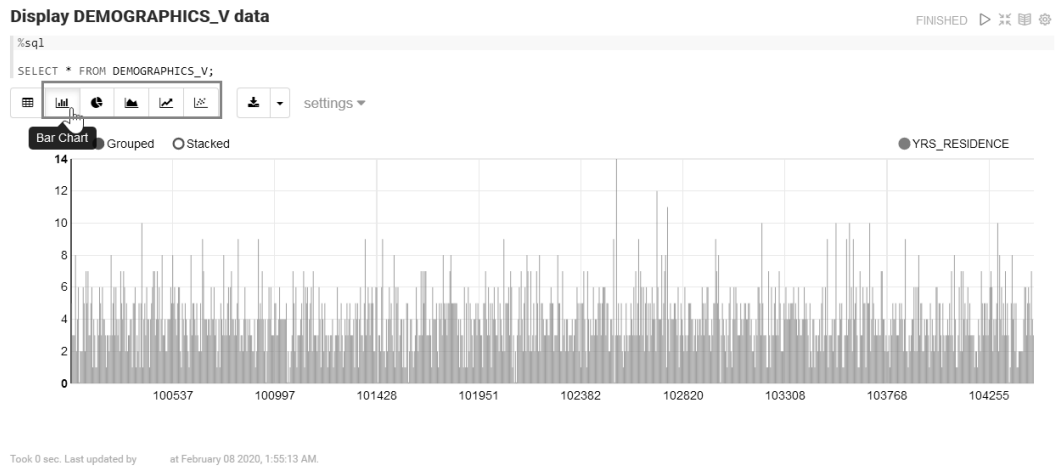 Display DEMOGRAPHICS_V data
FINISHED
%sql
SELECT * FROM DEMOGRAPHICS_V;
settings
Bar Chart
Grouped Stacked
YRS_RESIDENCE
14
12
10
8
6
4
2
0
100537 100997 101428 101951 102382 102820 103308 103768 104255
Took 0 sec. Last updated by at February 08 2020, 1:55:13 AM.